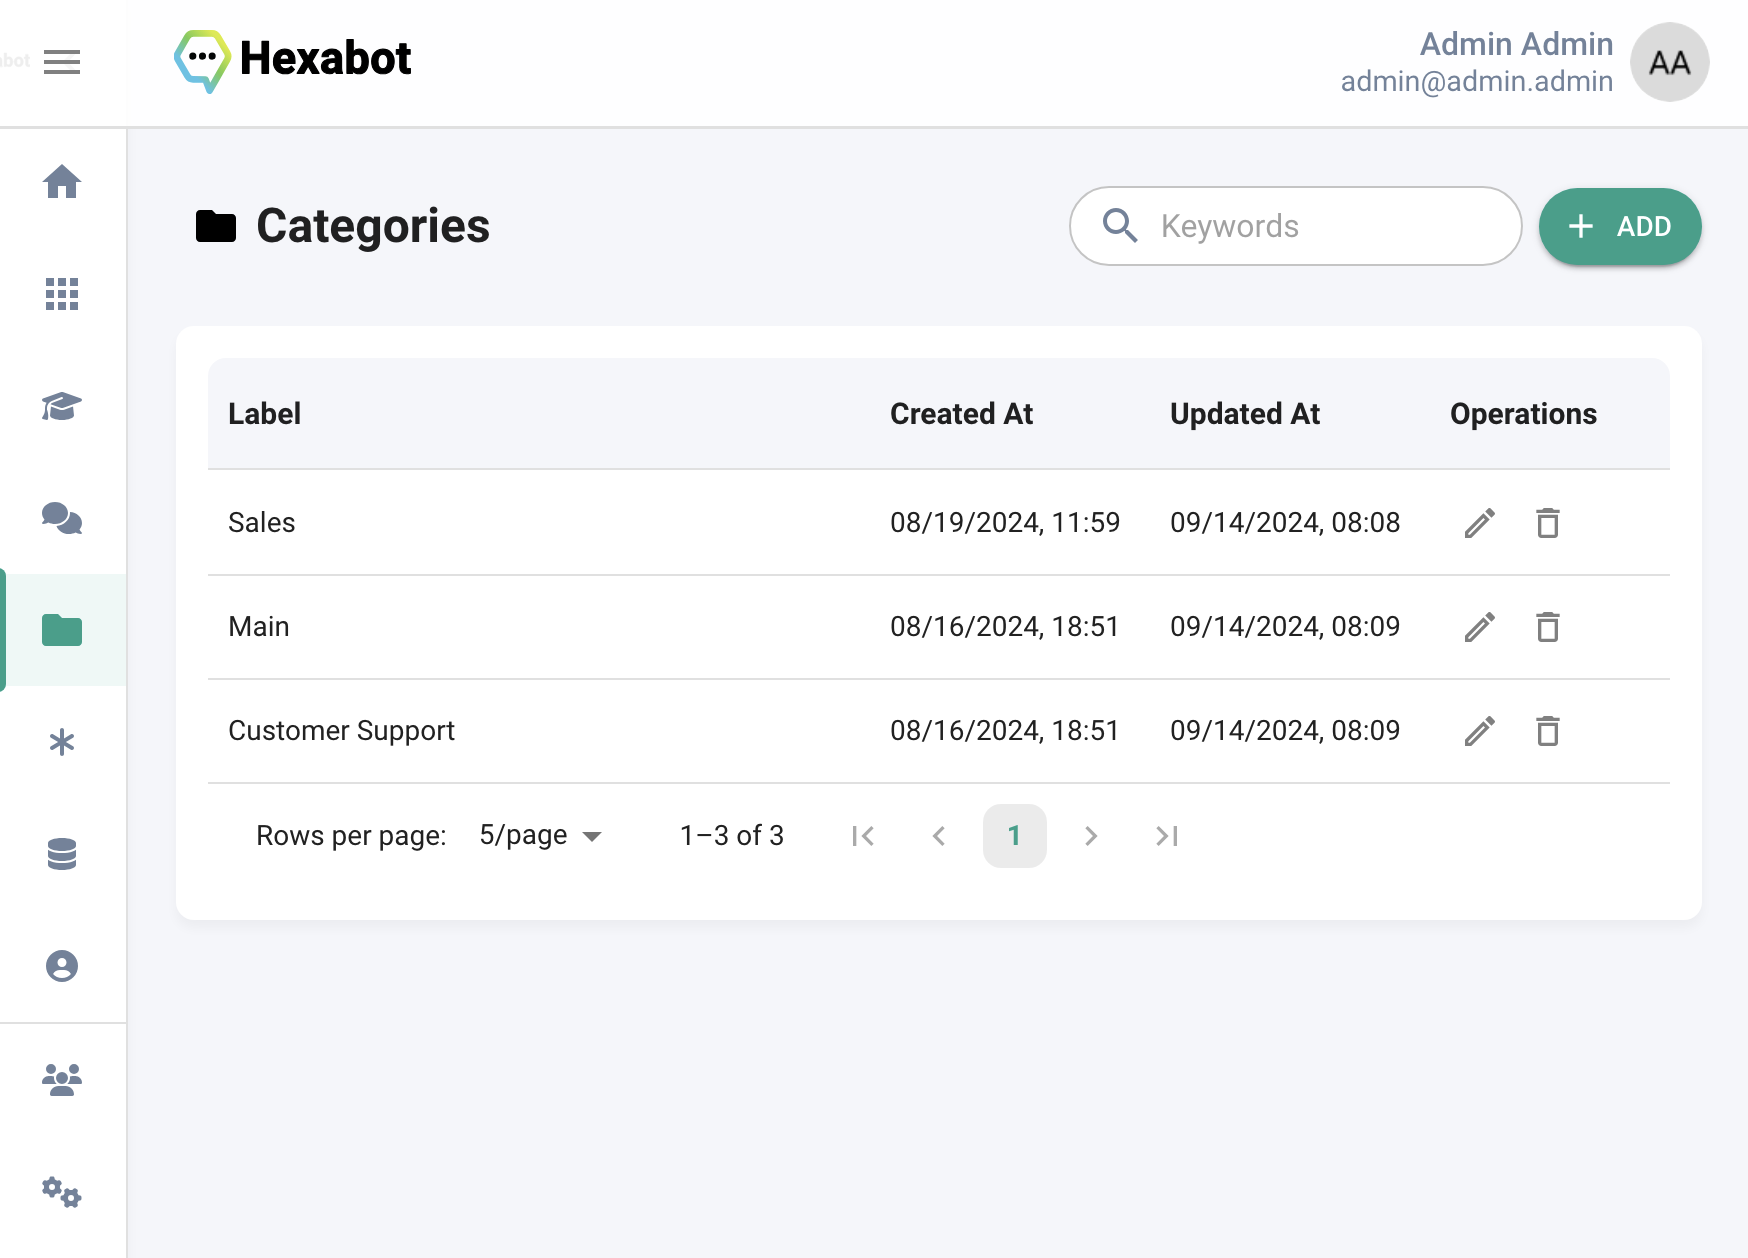 bot
Hexabot
Admin Admin
admin@admin.admin
AA
Categories
Keywords
+ ADD
Label Created At Updated At Operations
Sales 08/19/2024, 11:59 09/14/2024, 08:08
Main 08/16/2024, 18:51 09/14/2024, 08:09
Customer Support 08/16/2024, 18:51 09/14/2024, 08:09
Rows per page: 5/page 1–3 of 3 1